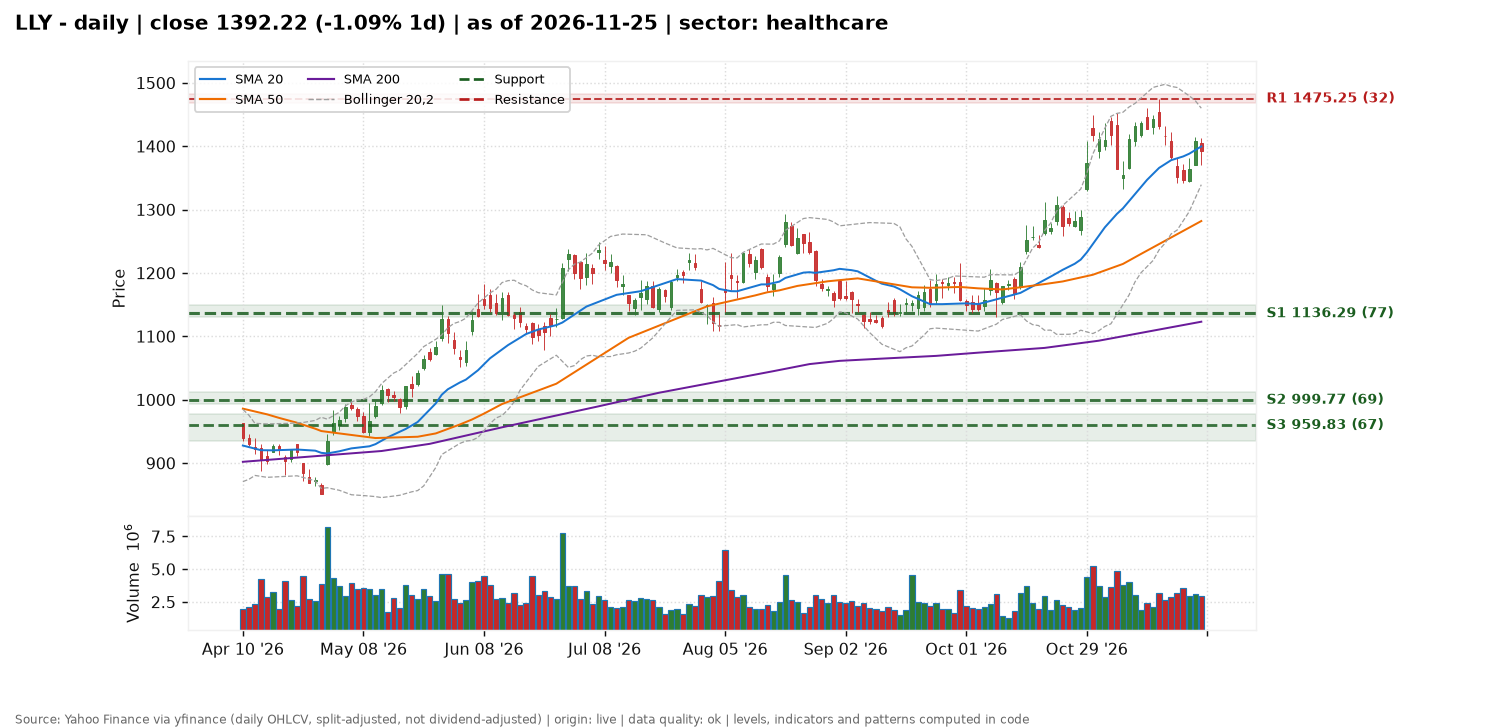 LLY - daily | close 1392.22 (-1.09% 1d) | as of 2026-11-25 | sector: healthcare
SMA 20
SMA 50
SMA 200
Bollinger 20,2
Support
Resistance
Price
1500
1400
1300
1200
1100
1000
900
R1 1475.25 (32)
S1 1136.29 (77)
S2 999.77 (69)
S3 959.83 (67)
Volume 10⁶
7.5
5.0
2.5
Apr 10 '26 May 08 '26 Jun 08 '26 Jul 08 '26 Aug 05 '26 Sep 02 '26 Oct 01 '26 Oct 29 '26
Source: Yahoo Finance via yfinance (daily OHLCV, split-adjusted, not dividend-adjusted) | origin: live | data quality: ok | levels, indicators and patterns computed in code